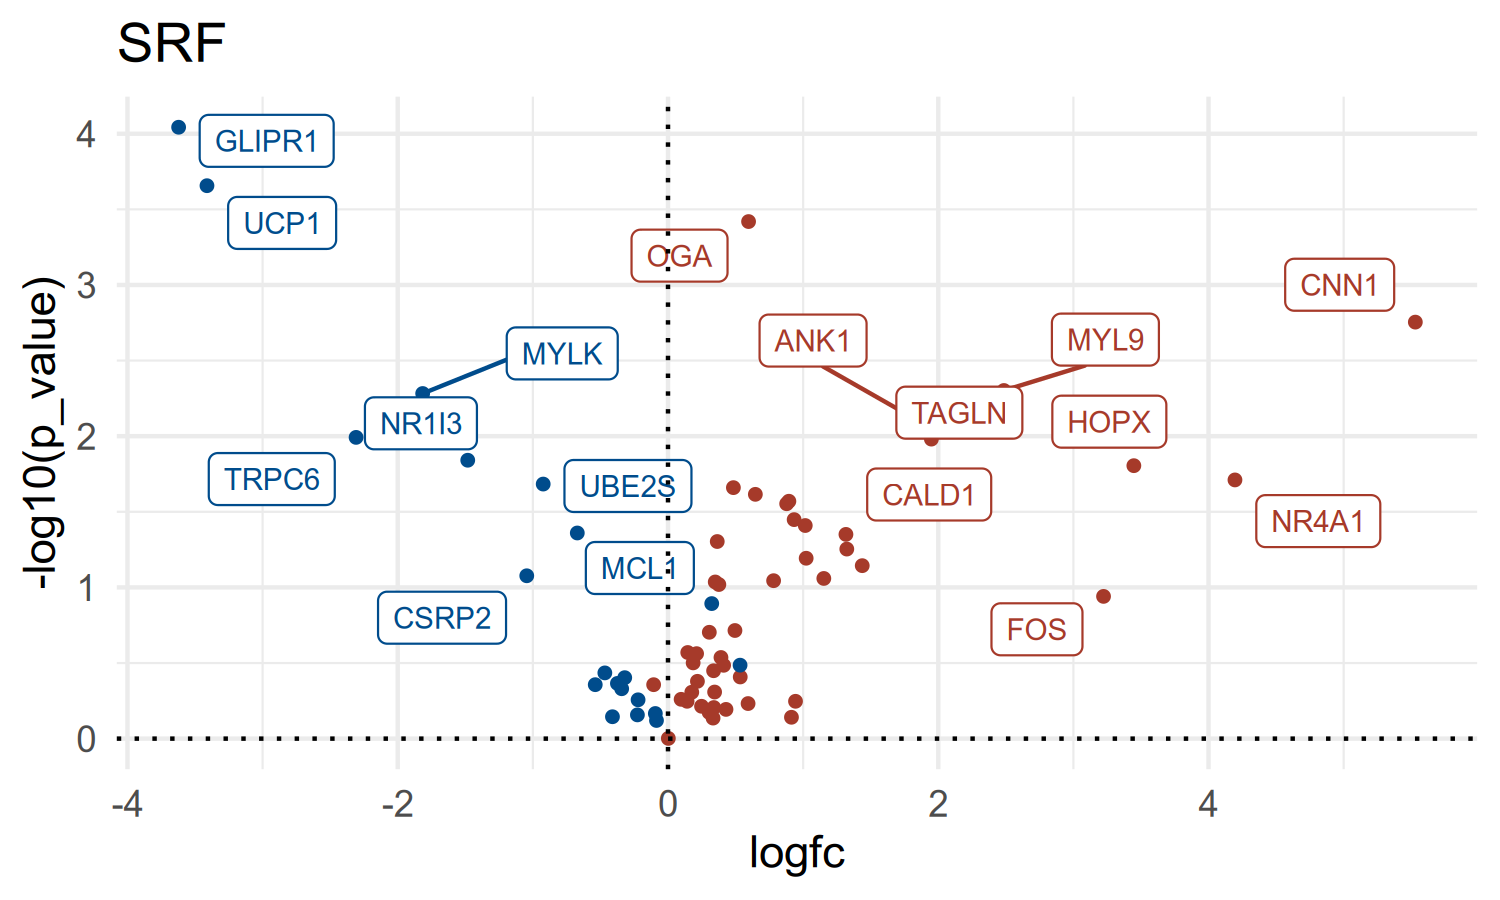 SRF
GLIPR1
UCP1
OGA
CNN1
MYLK
ANK1
MYL9
NR1I3
TAGLN
HOPX
TRPC6
UBE2S
CALD1
NR4A1
MCL1
CSRP2
FOS
4
3
2
1
0
-4
-2
0
2
4
-log10(p_value)
logfc